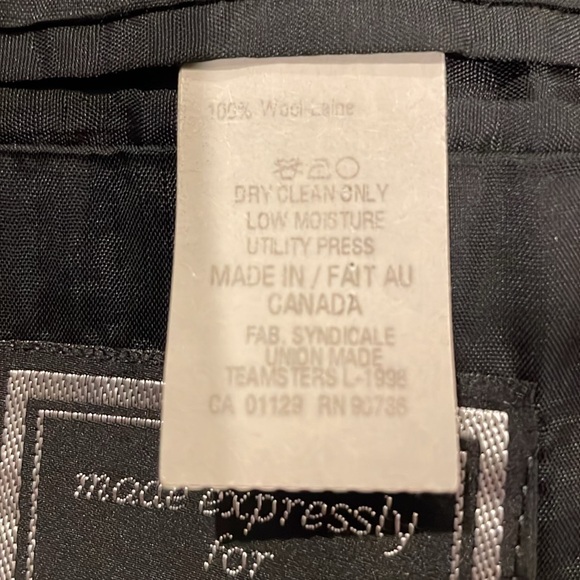 100% Wool Laine
DRY CLEAN ONLY
LOW MOISTURE
UTILITY PRESS
MADE IN / FAIT AU
CANADA
FAB. SYNDICALE
UNION MADE
TEAMSTERS L-1998
CA 01129 RN 90736
made expressly
for